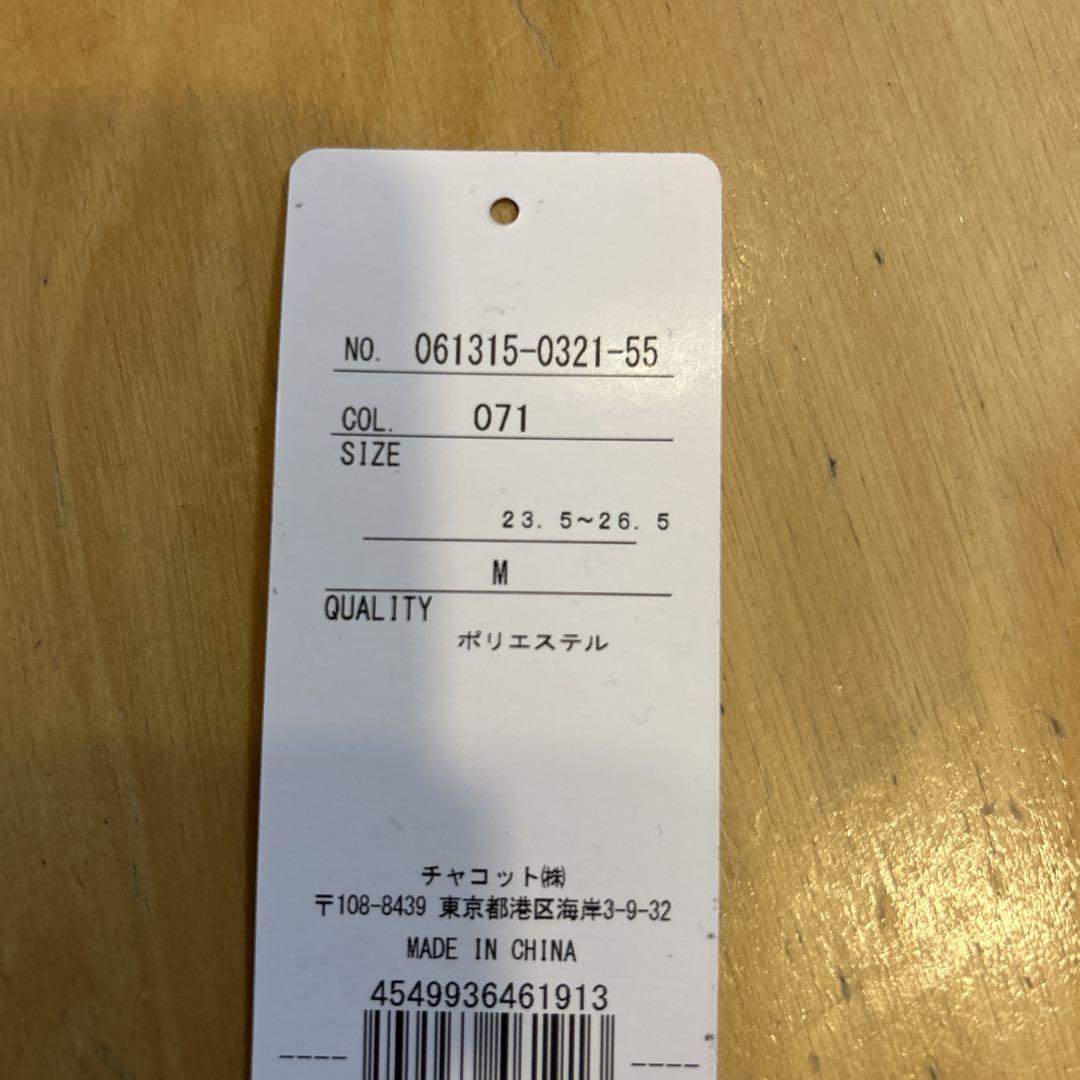 NO. 061315-0321-55
COL. 071
SIZE
23.5~26.5
M
QUALITY
ポリエステル
チャコット㈱
〒108-8439 東京都港区海岸3-9-32
MADE IN CHINA
4549936461913